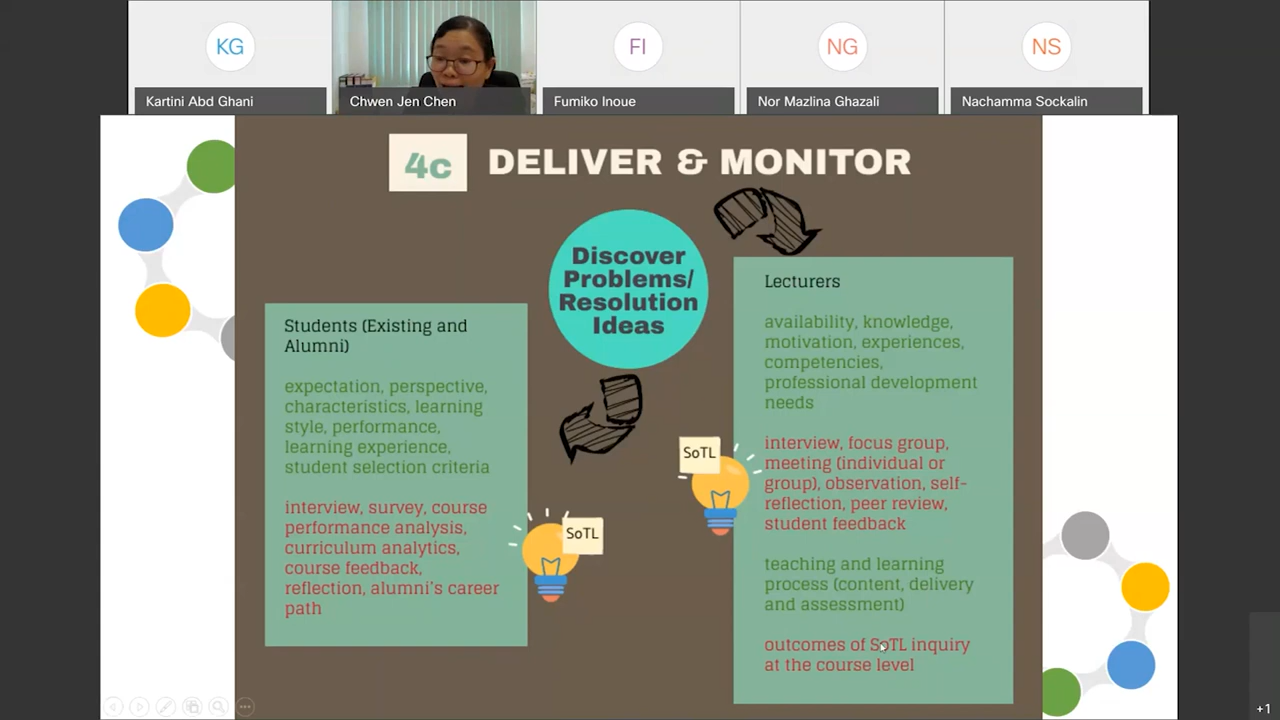 KG
FI
NG
NS
Kartini Abd Ghani
Chwen Jen Chen
Fumiko Inoue
Nor Mazlina Ghazali
Nachamma Sockalin
4c
DELIVER & MONITOR
Discover
Problems/
Resolution
Ideas
Students (Existing and
Alumni)
expectation, perspective,
characteristics, learning
style, performance,
learning experience,
student selection criteria
interview, survey, course
performance analysis,
curriculum analytics,
course feedback,
reflection, alumni's career
path
SoTL
SoTL
Lecturers
availability, knowledge,
motivation, experiences,
competencies,
professional development
needs
interview, focus group,
meeting (individual or
group), observation, self-
reflection, peer review,
student feedback
teaching and learning
process (content, delivery
and assessment)
outcomes of SoTL inquiry
at the course level
+1